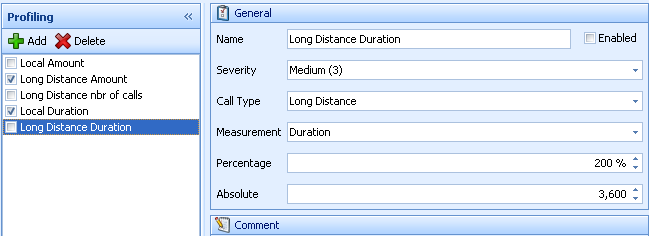 Profiling
Add Delete
Local Amount
Long Distance Amount
Long Distance nbr of calls
Local Duration
Long Distance Duration
General
Name Long Distance Duration Enabled
Severity Medium (3)
Call Type Long Distance
Measurement Duration
Percentage 200 %
Absolute 3,600
Comment